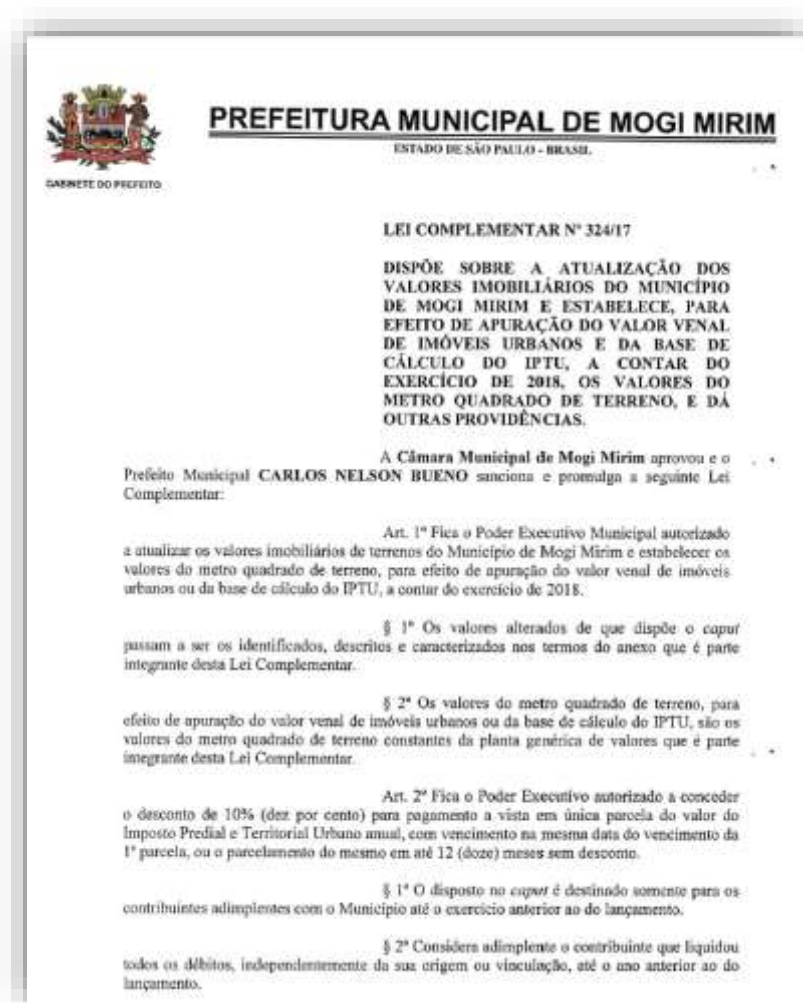 PREFEITURA MUNICIPAL DE MOGI MIRIM
ESTADO DE SÃO PAULO - BRASIL
GABINETE DO PREFEITO
LEI COMPLEMENTAR Nº 324/17
DISPÕE SOBRE A ATUALIZAÇÃO DOS
VALORES IMOBILIÁRIOS DO MUNICÍPIO
DE MOGI MIRIM E ESTABELECE, PARA
EFEITO DE APURAÇÃO DO VALOR VENAL
DE IMÓVEIS URBANOS E DA BASE DE
CÁLCULO DO IPTU, A CONTAR DO
EXERCÍCIO DE 2018, OS VALORES DO
METRO QUADRADO DE TERRENO, E DÁ
OUTRAS PROVIDÊNCIAS.
A Câmara Municipal de Mogi Mirim aprovou e o
Prefeito Municipal CARLOS NELSON BUENO sanciona e promulga a seguinte Lei
Complementar:
Art. 1º Fica o Poder Executivo Municipal autorizado
a atualizar os valores imobiliários de terrenos do Município de Mogi Mirim e estabelecer os
valores do metro quadrado de terreno, para efeito de apuração do valor venal de imóveis
urbanos ou da base de cálculo do IPTU, a contar do exercício de 2018.
§ 1º Os valores alterados de que dispõe o caput
passam a ser os identificados, descritos e caracterizados nos termos do anexo que é parte
integrante desta Lei Complementar.
§ 2º Os valores do metro quadrado de terreno, para
efeito de apuração do valor venal de imóveis urbanos ou da base de cálculo do IPTU, são os
valores do metro quadrado de terreno constantes da planta genérica de valores que é parte
integrante desta Lei Complementar.
Art. 2º Fica o Poder Executivo autorizado a conceder
o desconto de 10% (dez por cento) para pagamento a vista em única parcela do valor do
Imposto Predial e Territorial Urbano anual, com vencimento na mesma data do vencimento da
1ª parcela, ou o parcelamento do mesmo em até 12 (doze) meses sem desconto.
§ 1º O disposto no caput é destinado somente para os
contribuintes adimplentes com o Município até o exercício anterior ao do lançamento.
§ 2º Considera adimplente o contribuinte que liquidou
todos os débitos, independentemente da sua origem ou vinculação, até o ano anterior ao do
lançamento.